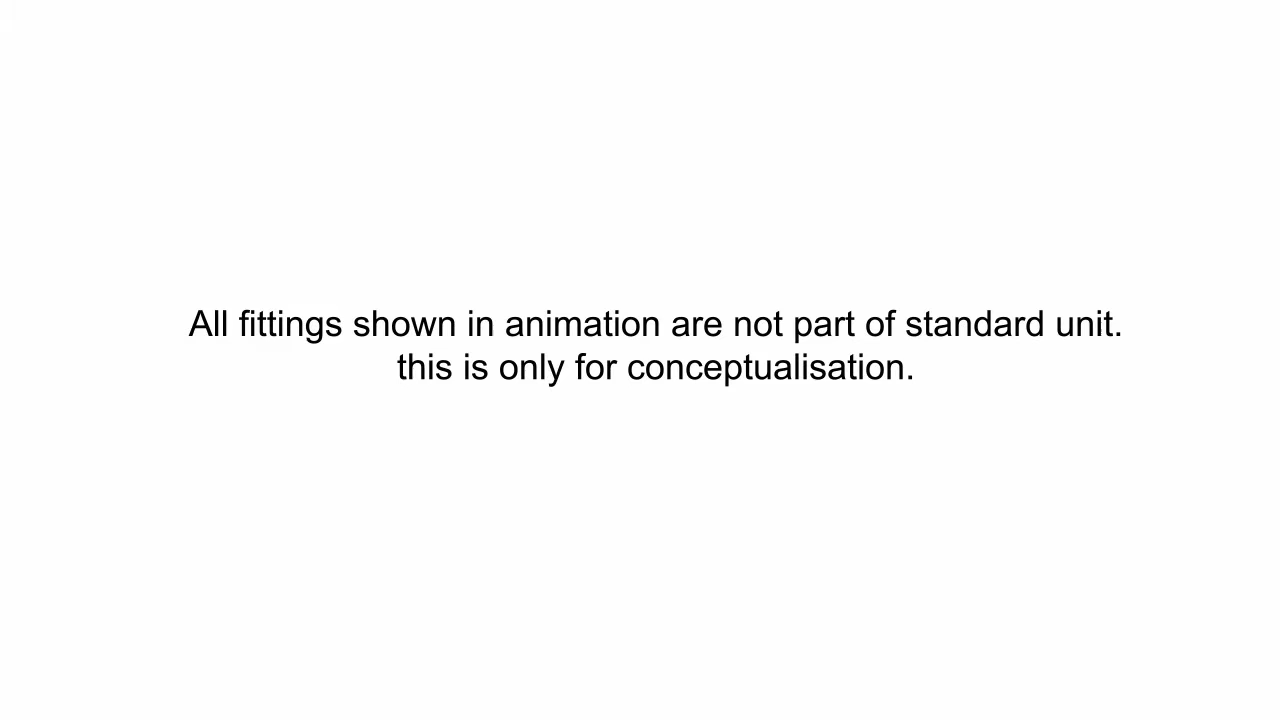 All fittings shown in animation are not part of standard unit.
this is only for conceptualisation.